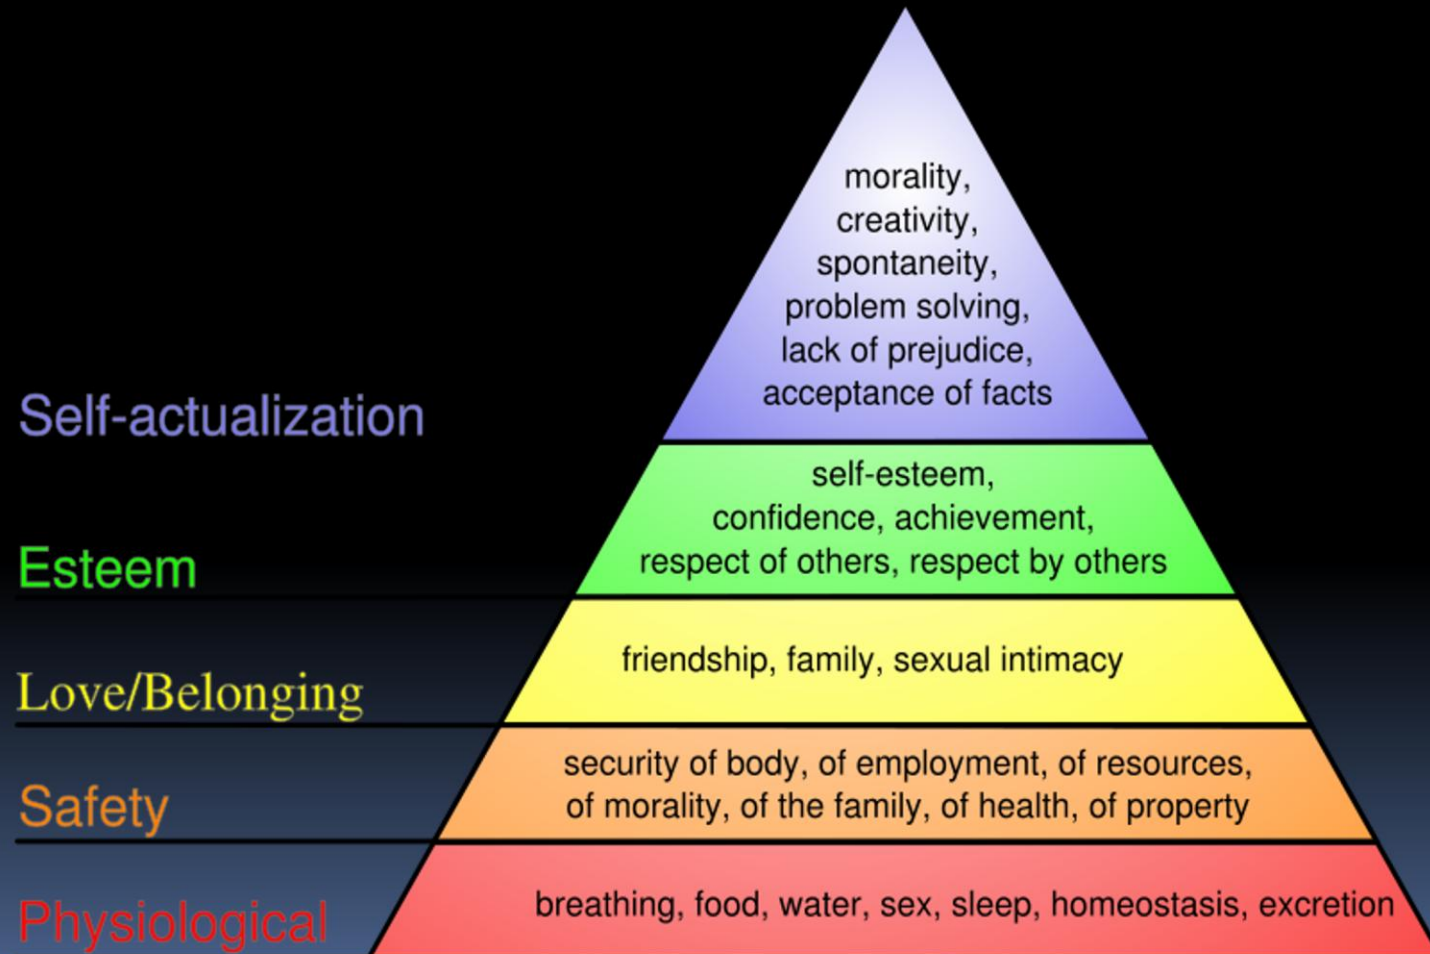 morality,
creativity,
spontaneity,
problem solving,
lack of prejudice,
acceptance of facts
Self-actualization
self-esteem,
confidence, achievement,
respect of others, respect by others
Esteem
friendship, family, sexual intimacy
Love/Belonging
security of body, of employment, of resources,
of morality, of the family, of health, of property
Safety
breathing, food, water, sex, sleep, homeostasis, excretion
Physiological